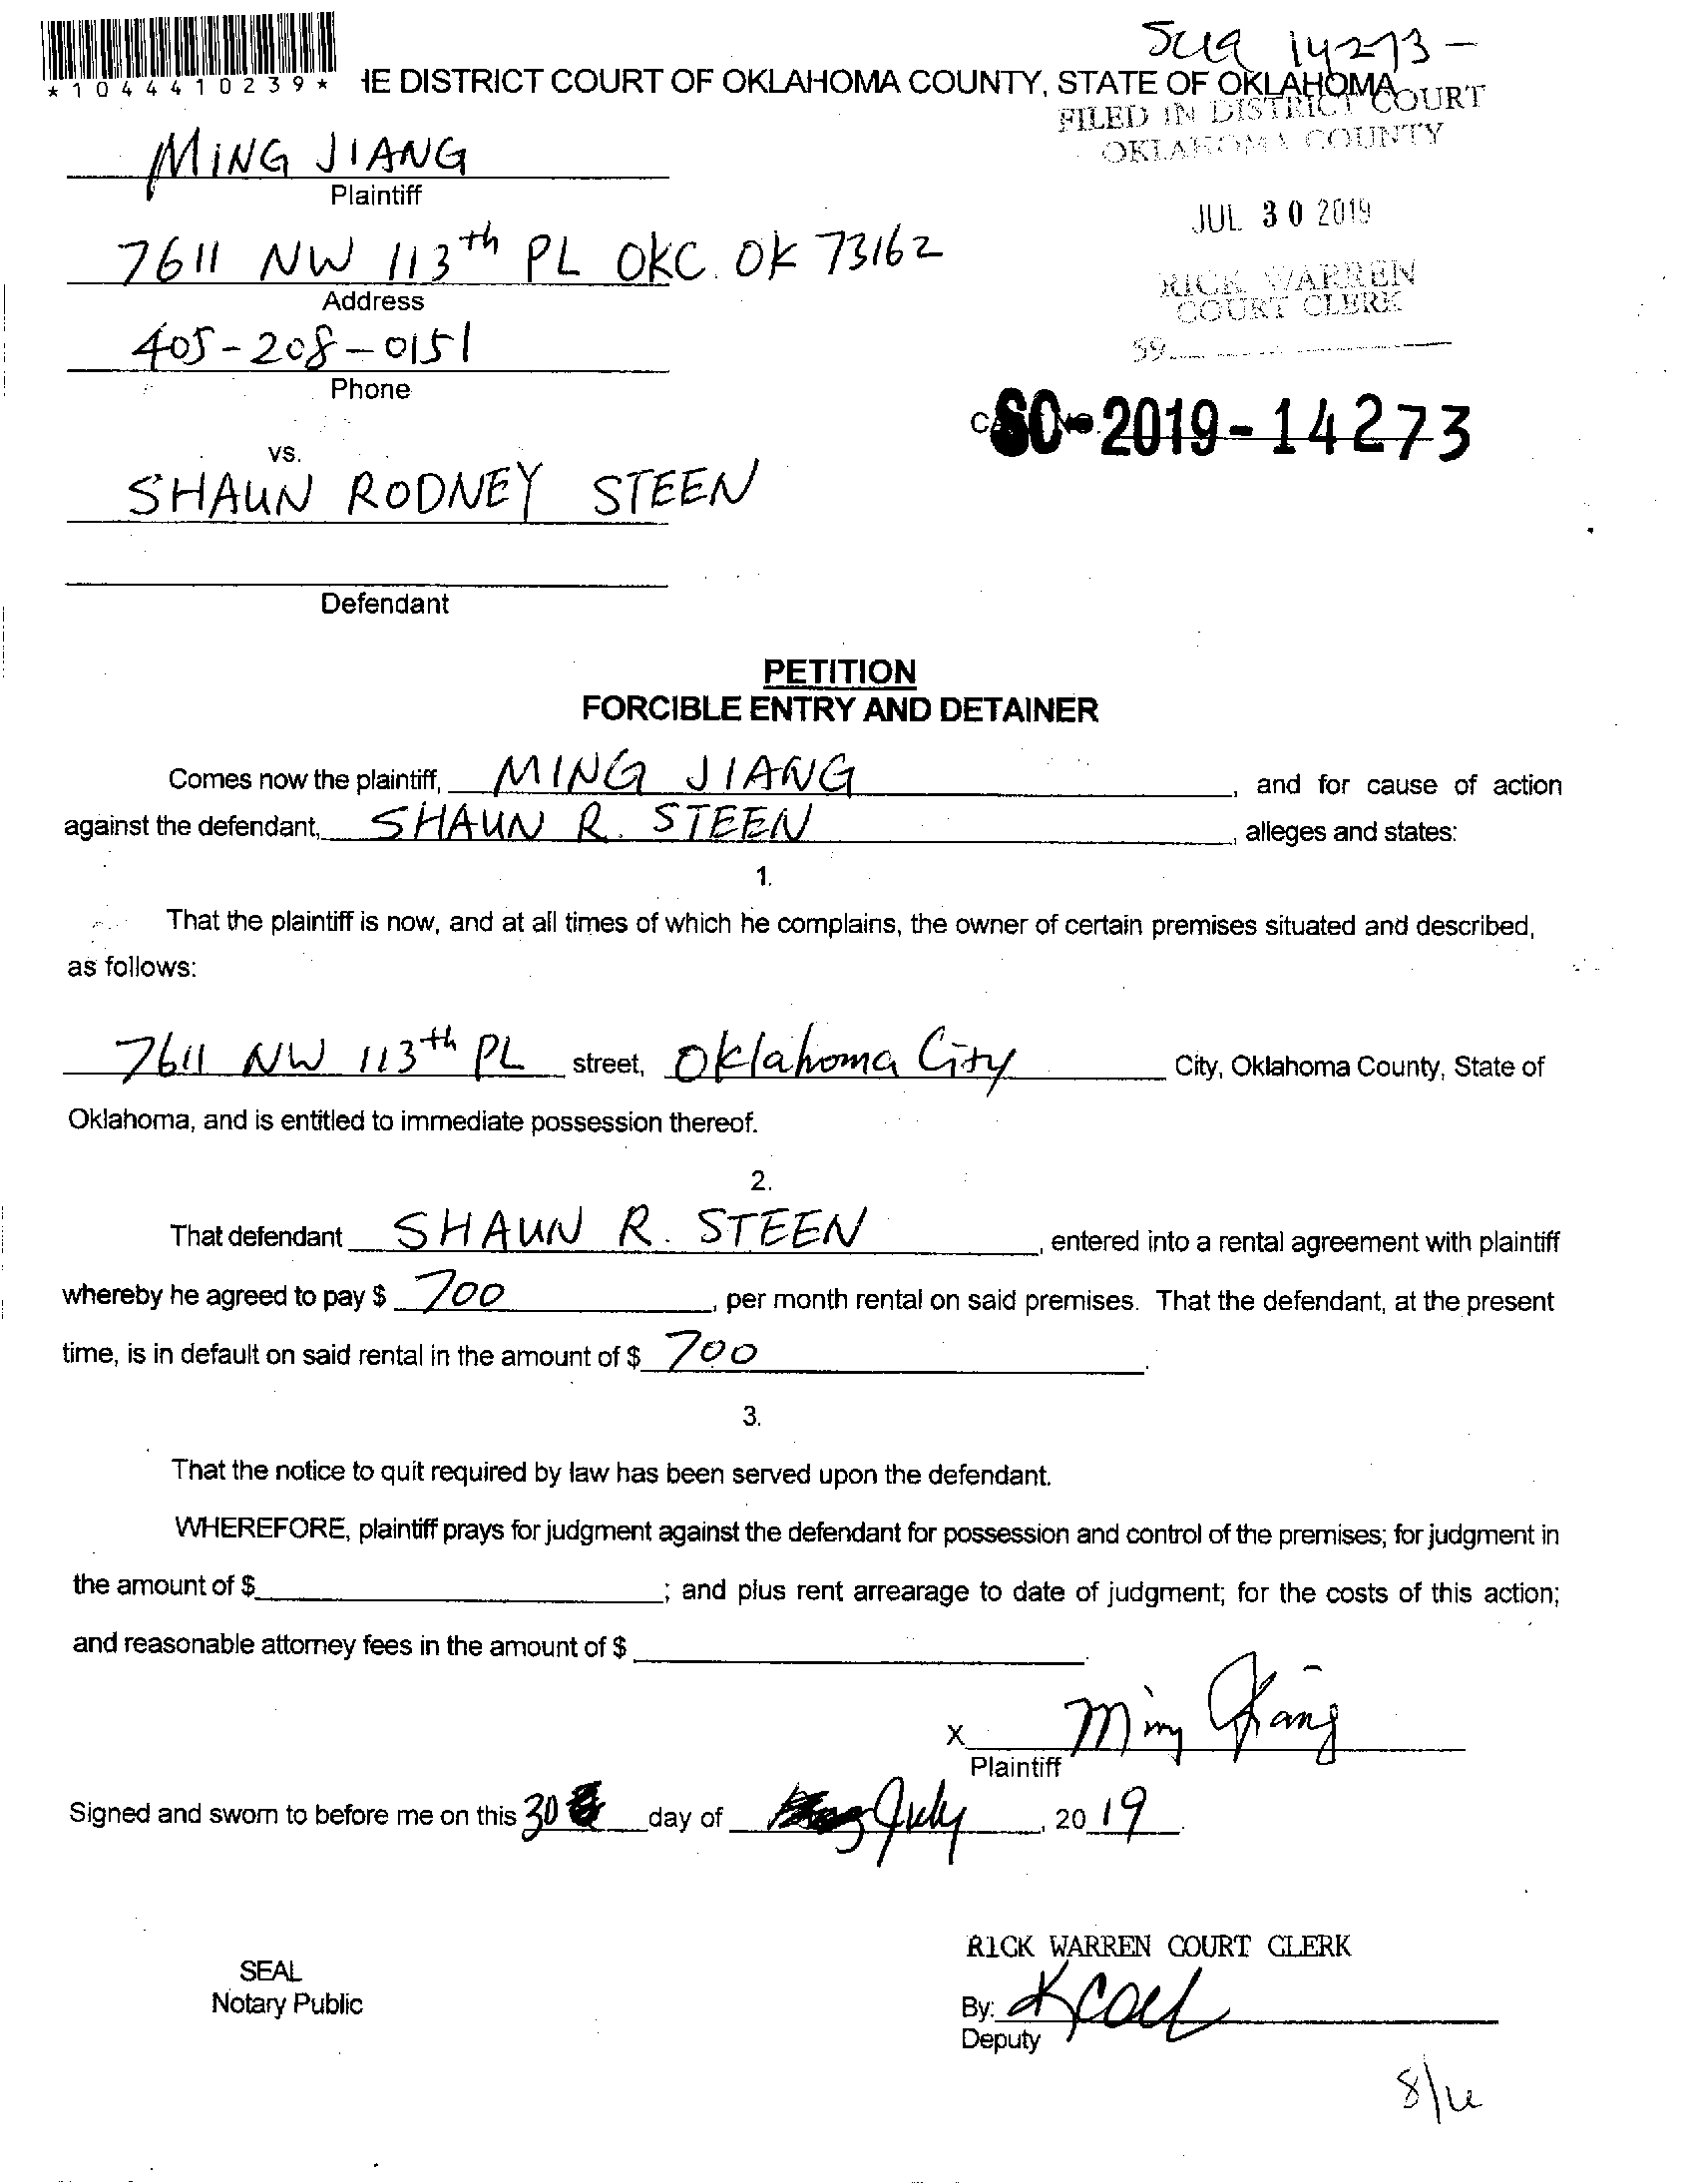 SC19 14273-
*1044410239* IE DISTRICT COURT OF OKLAHOMA COUNTY, STATE OF OKLAHOMA
FILED IN DISTRICT COURT
OKLAHOMA COUNTY
MING JIANG
Plaintiff
JUL 30 2019
7611 NW 113th PL OKC. OK 73162
Address
RICK WARREN
COURT CLERK
405-208-0151
Phone
59
SC-2019-14273
vs.
SHAUN RODNEY STEEN
Defendant
PETITION
FORCIBLE ENTRY AND DETAINER
Comes now the plaintiff, MING JIANG, and for cause of action
against the defendant, SHAUN R. STEEN, alleges and states:
1.
That the plaintiff is now, and at all times of which he complains, the owner of certain premises situated and described,
as follows:
7611 NW 113th PL street, Oklahoma City City, Oklahoma County, State of
Oklahoma, and is entitled to immediate possession thereof.
2.
That defendant SHAUN R. STEEN, entered into a rental agreement with plaintiff
whereby he agreed to pay $ 700, per month rental on said premises. That the defendant, at the present
time, is in default on said rental in the amount of $ 700.
3.
That the notice to quit required by law has been served upon the defendant.
WHEREFORE, plaintiff prays for judgment against the defendant for possession and control of the premises; for judgment in
the amount of $; and plus rent arrearage to date of judgment; for the costs of this action;
and reasonable attorney fees in the amount of $.
X Ming Jiang
Plaintiff
Signed and sworn to before me on this 30 day of July, 2019.
RICK WARREN COURT CLERK
SEAL
Notary Public
By:
Deputy